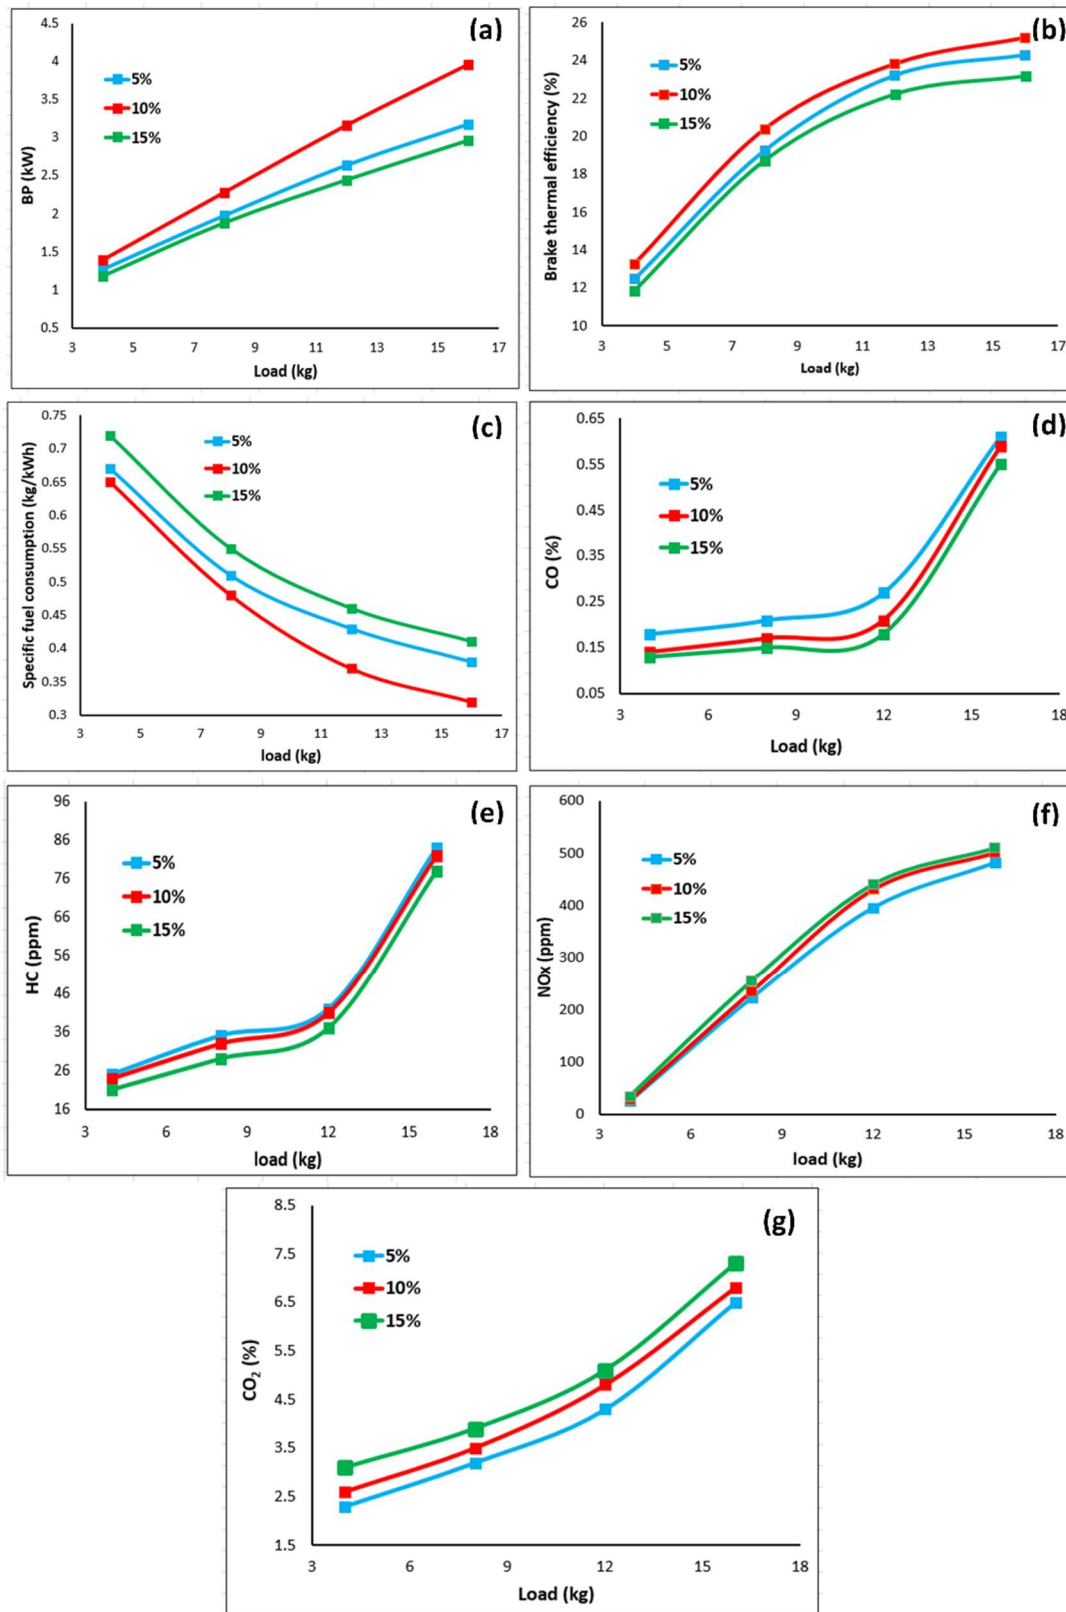 (a)
4.5
4
3.5
3
2.5
2
1.5
1
0.5
BP (kW)
5%
10%
15%
3 5 7 9 11 13 15 17
Load (kg)
(b)
26
24
22
20
18
16
14
12
10
Brake thermal efficiency (%)
5%
10%
15%
3 5 7 9 11 13 15 17
Load (kg)
(c)
0.75
0.7
0.65
0.6
0.55
0.5
0.45
0.4
0.35
0.3
Specific fuel consumption (kg/kWh)
5%
10%
15%
3 5 7 9 11 13 15 17
load (kg)
(d)
0.65
0.55
0.45
0.35
0.25
0.15
0.05
CO (%)
5%
10%
15%
3 6 9 12 15 18
Load (kg)
(e)
96
86
76
66
56
46
36
26
16
HC (ppm)
5%
10%
15%
3 6 9 12 15 18
load (kg)
(f)
600
500
400
300
200
100
0
NOx (ppm)
5%
10%
15%
3 6 9 12 15 18
load (kg)
(g)
8.5
7.5
6.5
5.5
4.5
3.5
2.5
1.5
CO₂ (%)
5%
10%
15%
3 6 9 12 15 18
Load (kg)